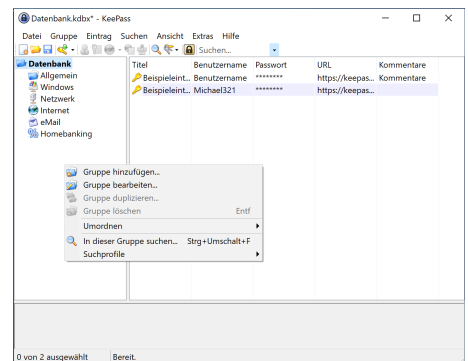 Datenbank.kdbx* - KeePass
Datei Gruppe Eintrag Suchen Ansicht Extras Hilfe
Suchen...
Datenbank
Allgemein
Windows
Netzwerk
Internet
eMail
Homebanking
Titel Benutzername Passwort URL Kommentare
Beispieleint... Benutzername ******** https://keepas... Kommentare
Beispieleint... Michael321 ******** https://keepas...
Gruppe hinzufügen...
Gruppe bearbeiten...
Gruppe duplizieren...
Gruppe löschen Entf
Umordnen
In dieser Gruppe suchen... Strg+Umschalt+F
Suchprofile
0 von 2 ausgewählt Bereit.